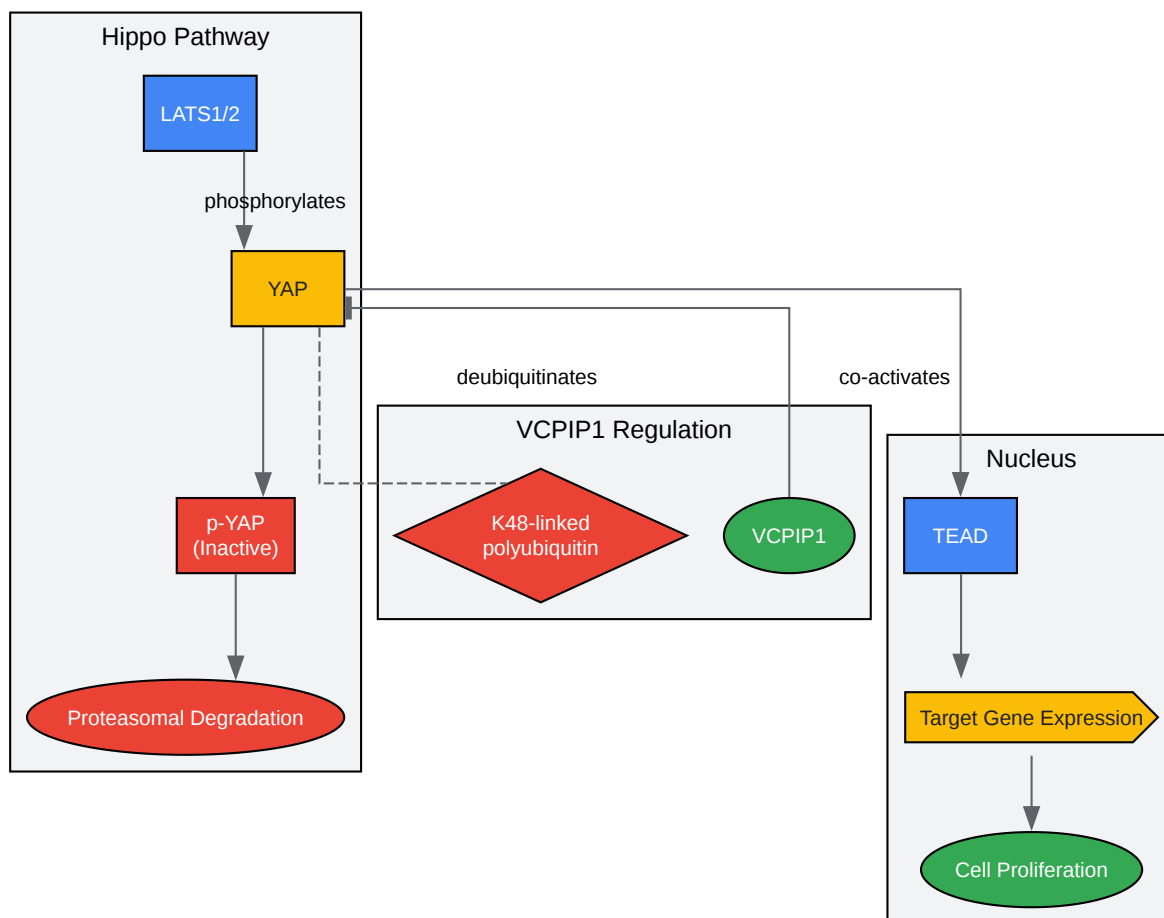 Hippo Pathway
LATS1/2
phosphorylates
YAP
deubiquitinates
co-activates
VCPIP1 Regulation
Nucleus
K48-linked
polyubiquitin
VCPIP1
TEAD
p-YAP
(Inactive)
Proteasomal Degradation
Target Gene Expression
Cell Proliferation